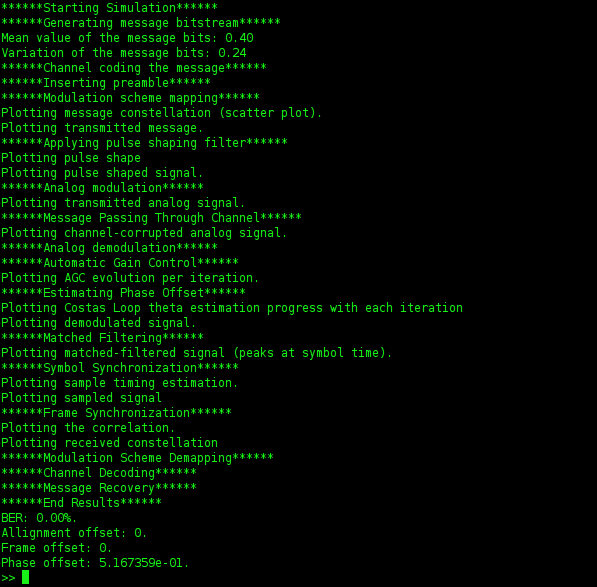 ******Starting Simulation******
******Generating message bitstream******
Mean value of the message bits: 0.40
Variation of the message bits: 0.24
******Channel coding the message******
******Inserting preamble******
******Modulation scheme mapping******
Plotting message constellation (scatter plot).
Plotting transmitted message.
******Applying pulse shaping filter******
Plotting pulse shape
Plotting pulse shaped signal.
******Analog modulation******
Plotting transmitted analog signal.
******Message Passing Through Channel******
Plotting channel-corrupted analog signal.
******Analog demodulation******
******Automatic Gain Control******
Plotting AGC evolution per iteration.
******Estimating Phase Offset******
Plotting Costas Loop theta estimation progress with each iteration
Plotting demodulated signal.
******Matched Filtering******
Plotting matched-filtered signal (peaks at symbol time).
******Symbol Synchronization******
Plotting sample timing estimation.
Plotting sampled signal
******Frame Synchronization******
Plotting the correlation.
Plotting received constellation
******Modulation Scheme Demapping******
******Channel Decoding******
******Message Recovery******
******End Results******
BER: 0.00%.
Allignment offset: 0.
Frame offset: 0.
Phase offset: 5.167359e-01.
>>